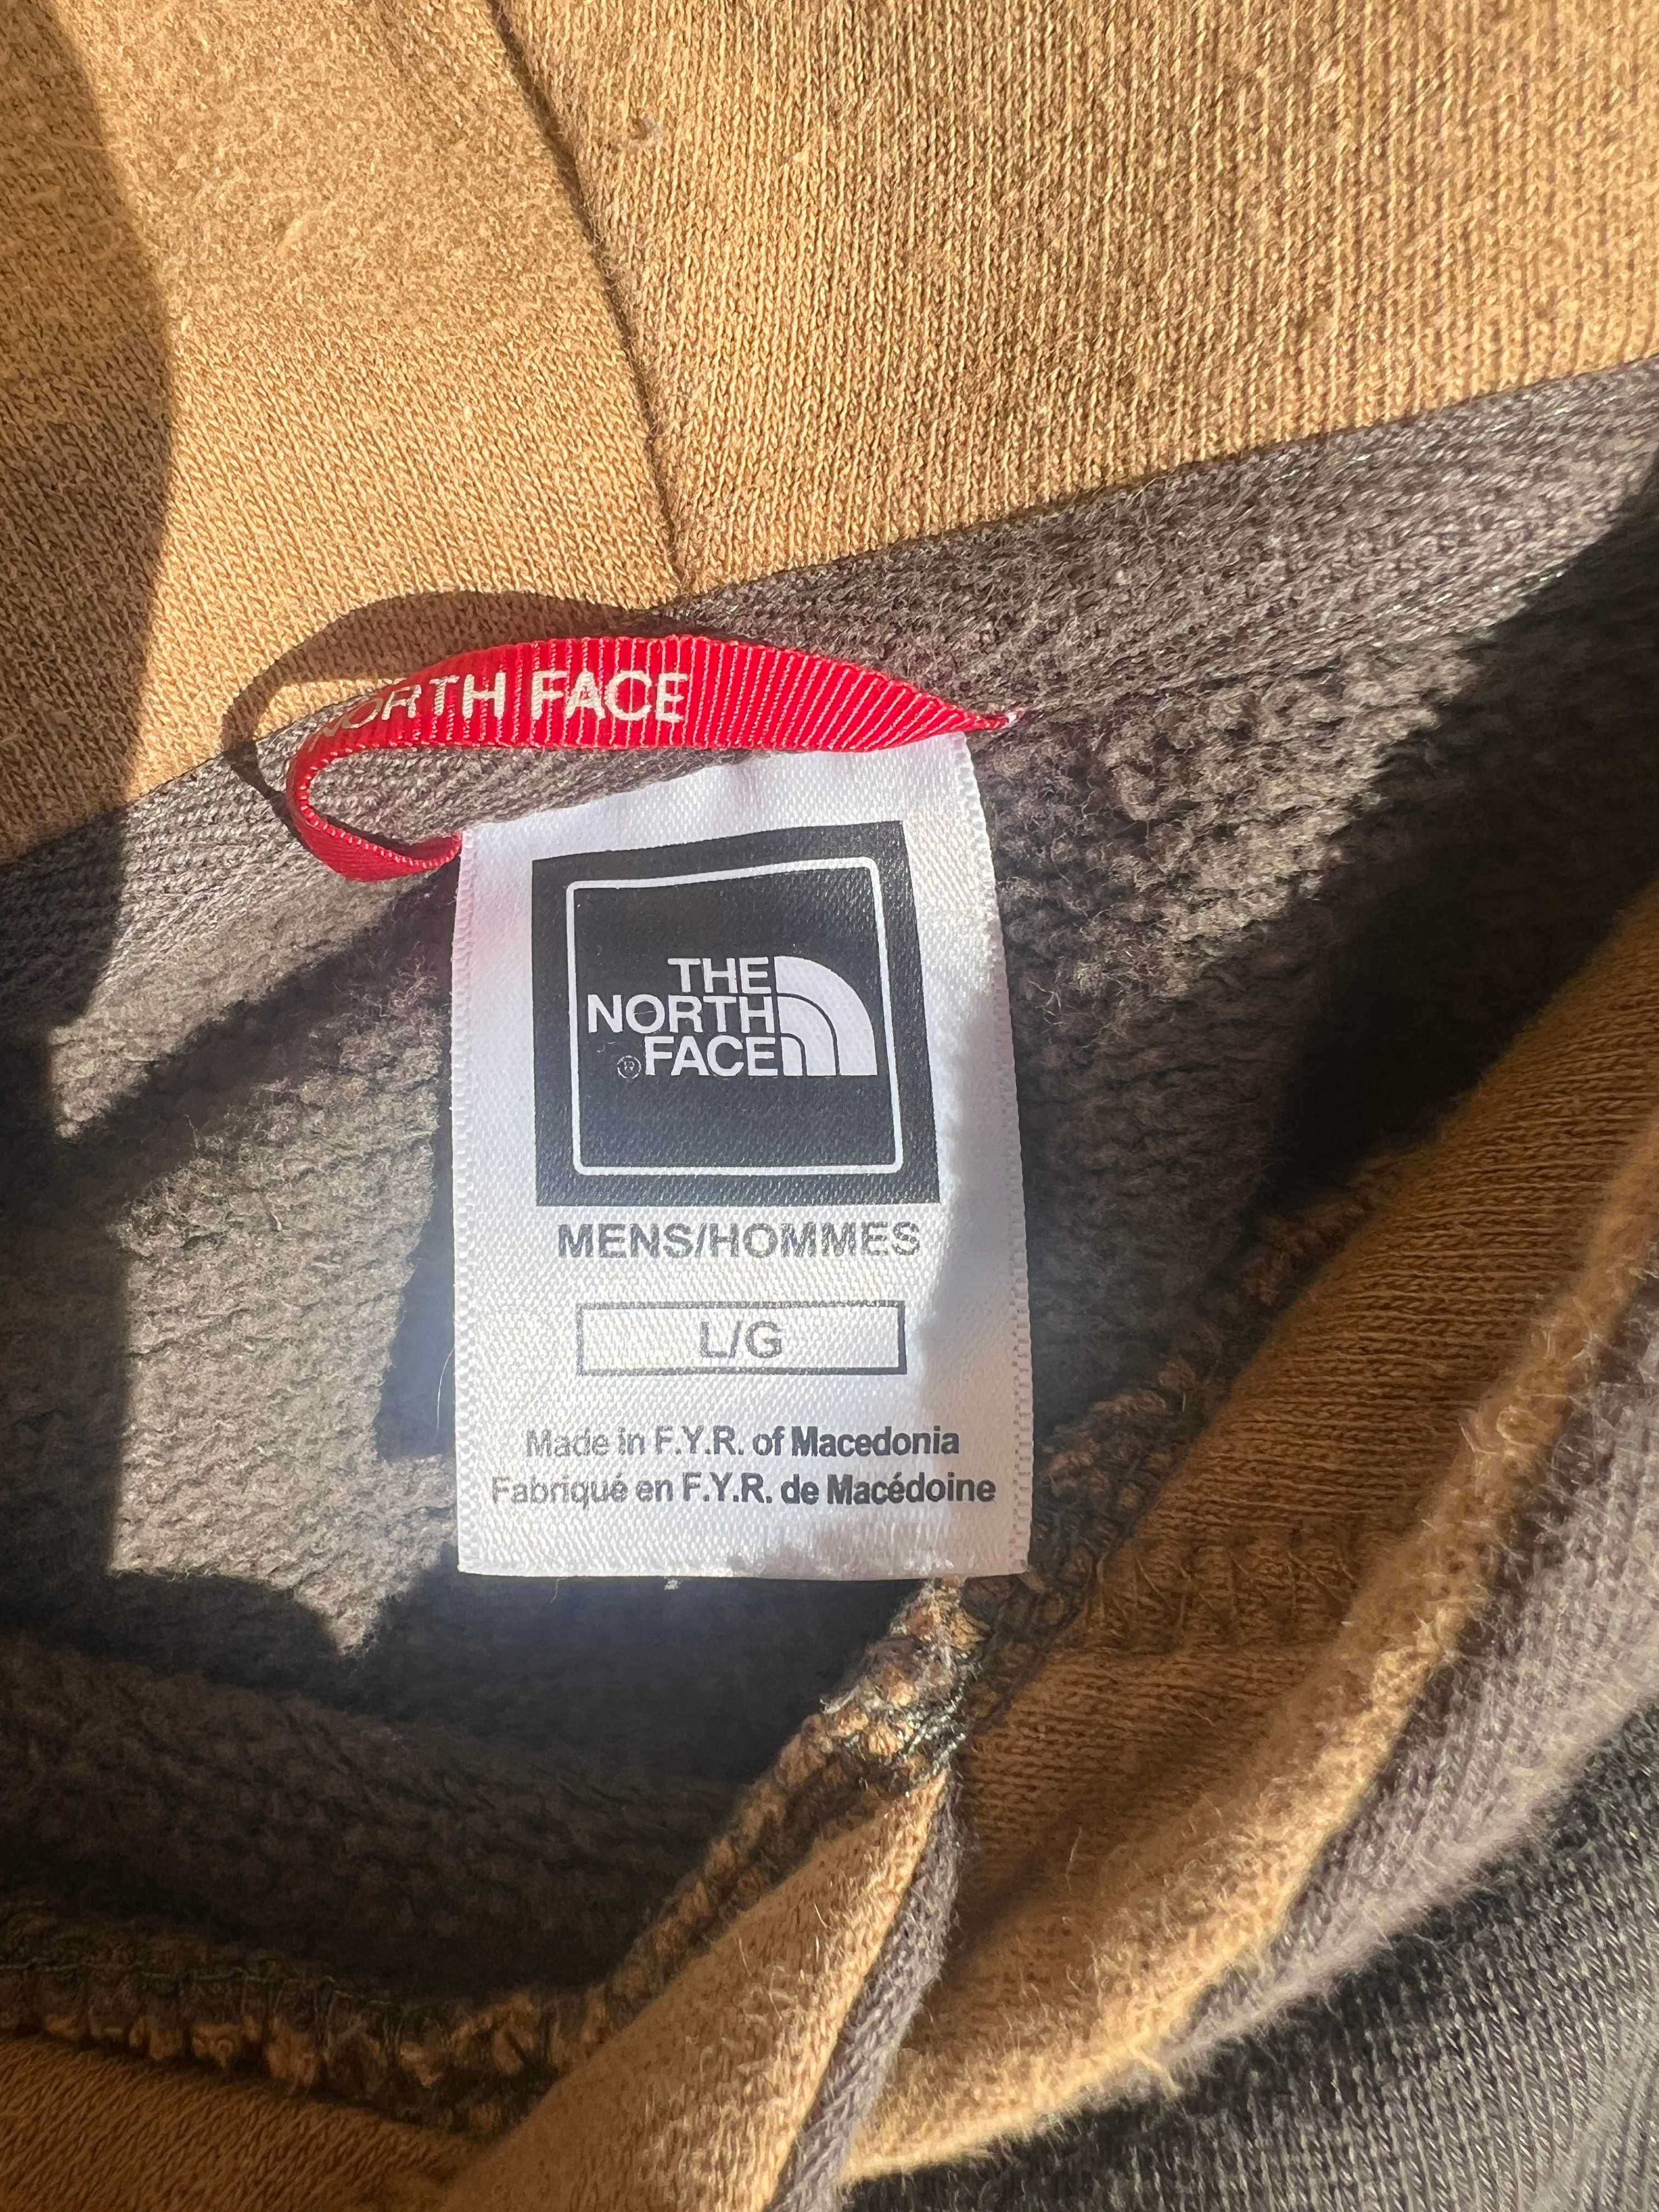 NORTH FACE
THE
NORTH
®FACE
MENS/HOMMES
L/G
Made in F.Y.R. of Macedonia
Fabriqué en F.Y.R. de Macédoine